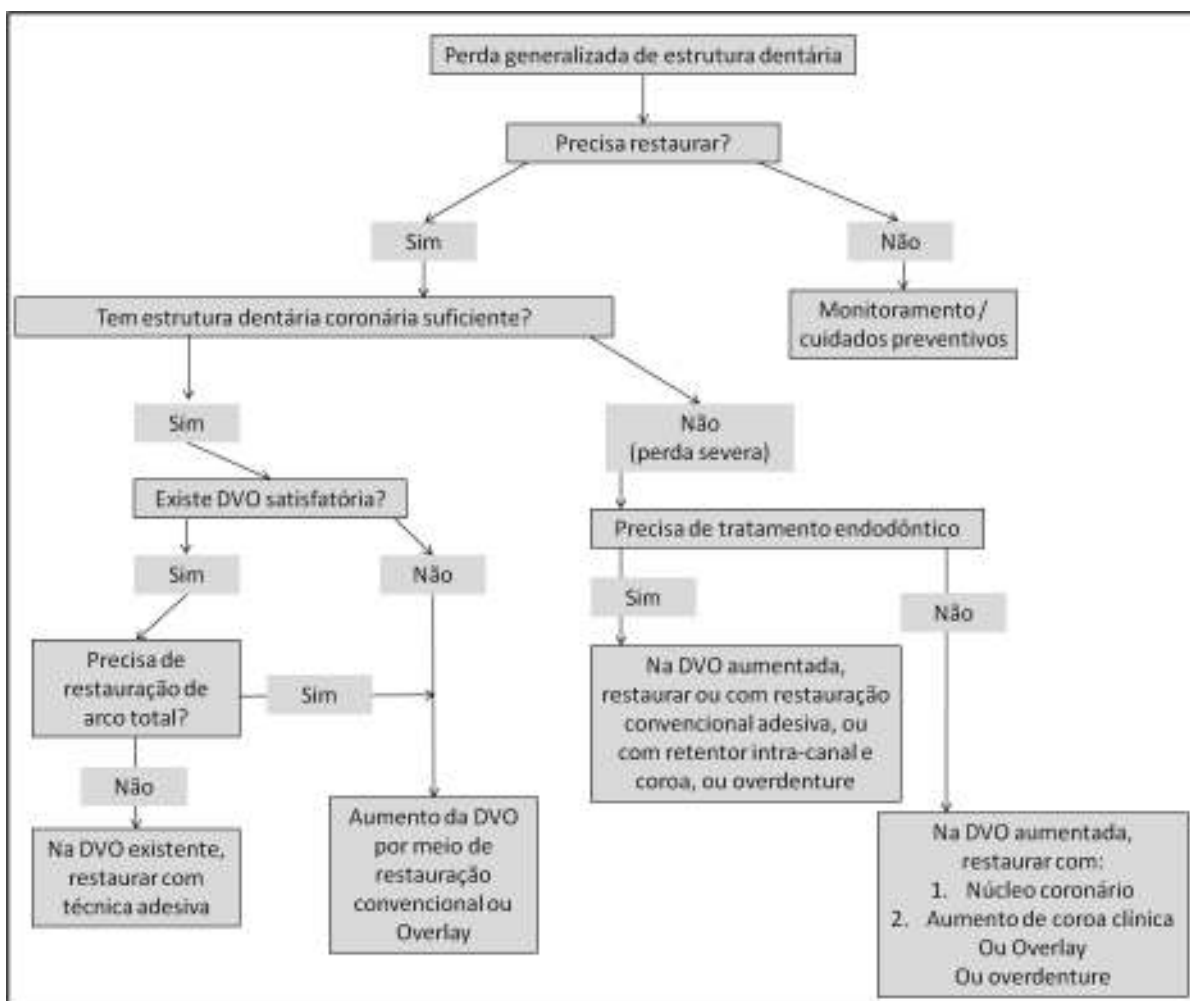 Perda generalizada de estrutura dentária
Precisa restaurar?
Sim
Não
Tem estrutura dentária coronária suficiente?
Monitoramento /
cuidados preventivos
Sim
Não
(perda severa)
Existe DVO satisfatória?
Precisa de tratamento endodôntico
Sim
Não
Sim
Não
Precisa de
restauração de
arco total?
Sim
Na DVO aumentada,
restaurar ou com restauração
convencional adesiva, ou
com retentor intra-canal e
coroa, ou overdenture
Não
Na DVO existente,
restaurar com
técnica adesiva
Aumento da DVO
por meio de
restauração
convencional ou
Overlay
Na DVO aumentada,
restaurar com:
1. Núcleo coronário
2. Aumento de coroa clinica
Ou Overlay
Ou overdenture